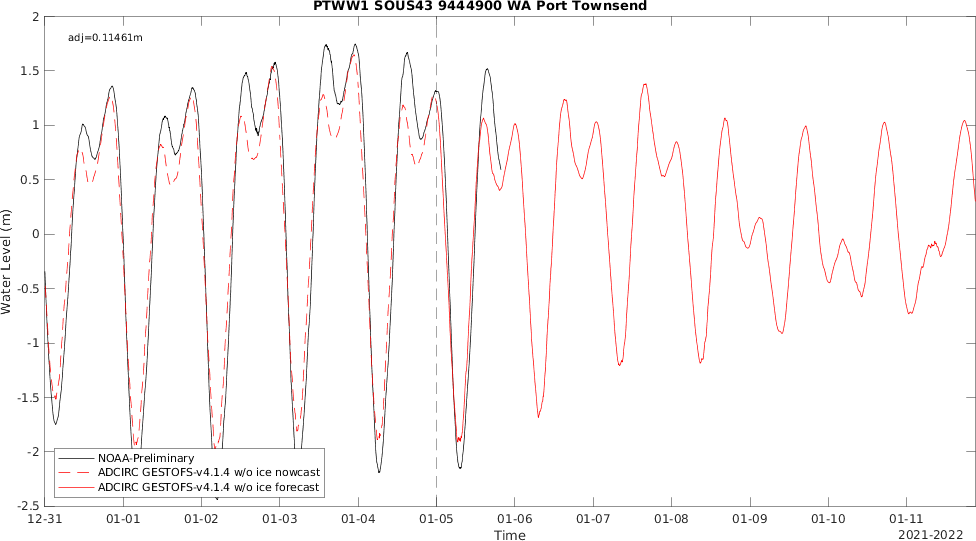 PTWW1 SOUS43 9444900 WA Port Townsend
adj=0.11461m
2
1.5
1
0.5
0
-0.5
-1
-1.5
-2
-2.5
Water Level (m)
NOAA-Preliminary
ADCIRC GESTOFS-v4.1.4 w/o ice nowcast
ADCIRC GESTOFS-v4.1.4 w/o ice forecast
12-31 01-01 01-02 01-03 01-04 01-05 01-06 01-07 01-08 01-09 01-10 01-11
Time
2021-2022